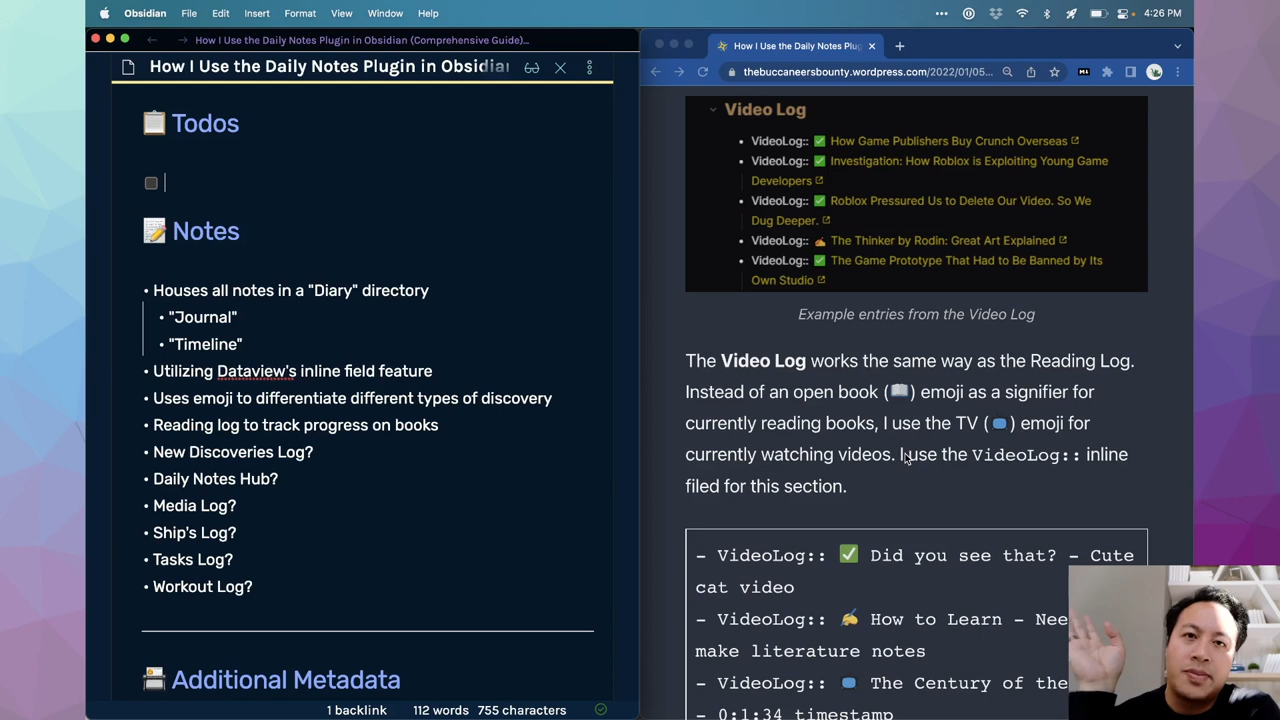 Obsidian File Edit Insert Format View Window Help 4:26 PM
How I Use the Daily Notes Plugin in Obsidian (Comprehensive Guide)...
How I Use the Daily Notes Plugin in Obsidian
Todos
Notes
• Houses all notes in a "Diary" directory
• "Journal"
• "Timeline"
• Utilizing Dataview's inline field feature
• Uses emoji to differentiate different types of discovery
• Reading log to track progress on books
• New Discoveries Log?
• Daily Notes Hub?
• Media Log?
• Ship's Log?
• Tasks Log?
• Workout Log?
Additional Metadata
1 backlink 112 words 755 characters
How I Use the Daily Notes Plug
thebuccaneersbounty.wordpress.com/2022/01/05...
Video Log
• VideoLog:: ✅ How Game Publishers Buy Crunch Overseas
• VideoLog:: ✅ Investigation: How Roblox is Exploiting Young Game
Developers
• VideoLog:: ✅ Roblox Pressured Us to Delete Our Video. So We
Dug Deeper.
• VideoLog:: ✍️ The Thinker by Rodin: Great Art Explained
• VideoLog:: ✅ The Game Prototype That Had to Be Banned by Its
Own Studio
Example entries from the Video Log
The Video Log works the same way as the Reading Log.
Instead of an open book (📖) emoji as a signifier for
currently reading books, I use the TV (📺) emoji for
currently watching videos. I use the VideoLog:: inline
filed for this section.
- VideoLog:: ✅ Did you see that? - Cute
cat video
- VideoLog:: ✍️ How to Learn - Nee
make literature notes
- VideoLog:: 📺 The Century of the
- 0:1:34 timestamp